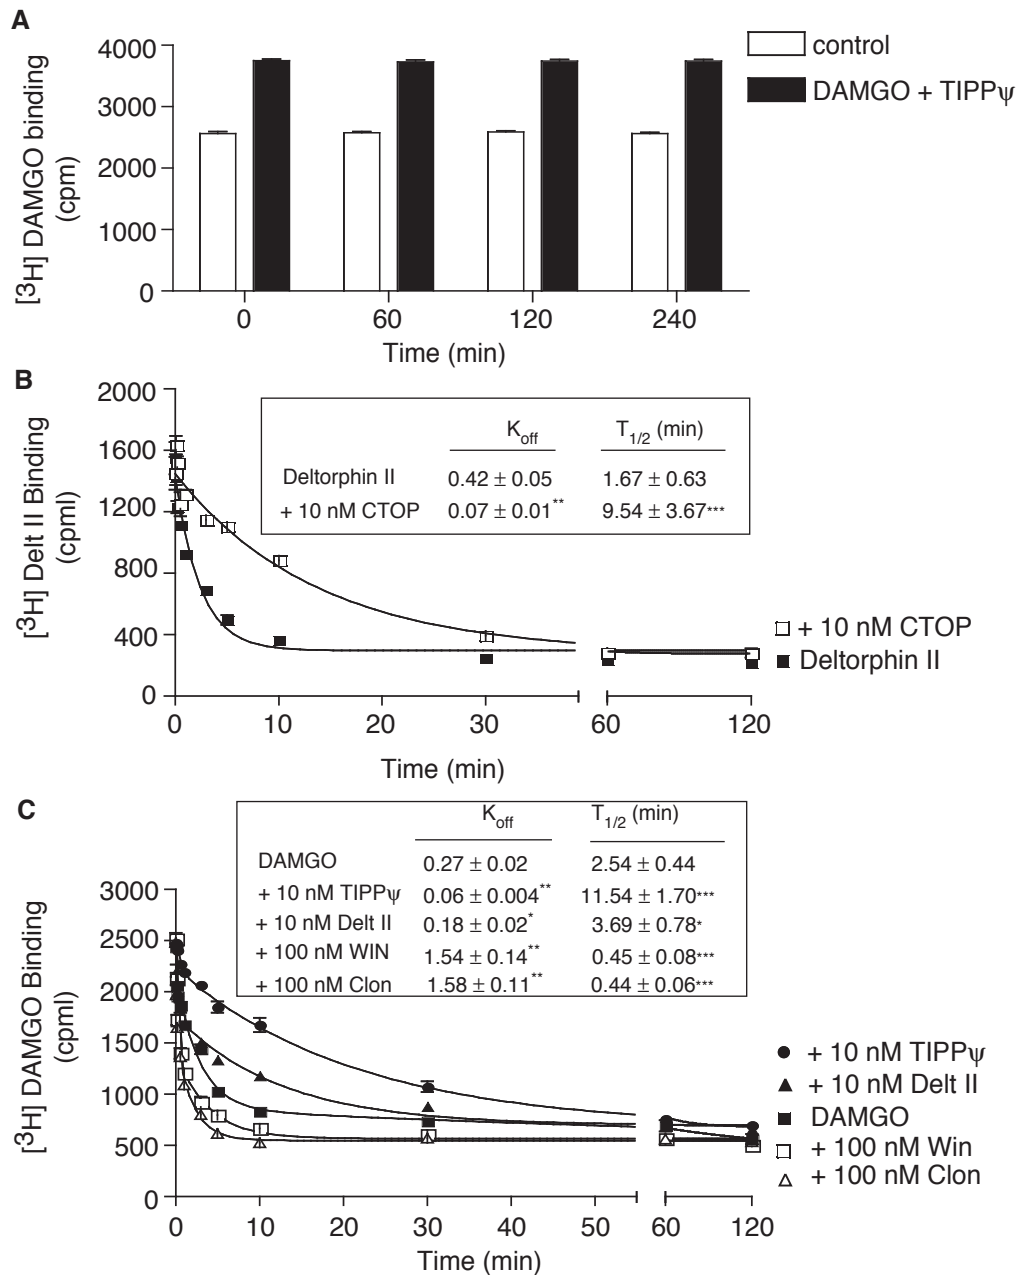 A
[³H] DAMGO binding
(cpm)
4000
3000
2000
1000
0
0 60 120 240
Time (min)
control
DAMGO + TIPPψ
B
[³H] Delt II Binding
(cpml)
2000
1600
1200
800
400
0
K off T 1/2 (min)
Deltorphin II 0.42 ± 0.05 1.67 ± 0.63
+ 10 nM CTOP 0.07 ± 0.01** 9.54 ± 3.67***
0 10 20 30 60 120
Time (min)
+ 10 nM CTOP
Deltorphin II
C
[³H] DAMGO Binding
(cpml)
3000
2500
2000
1500
1000
500
0
K off T 1/2 (min)
DAMGO 0.27 ± 0.02 2.54 ± 0.44
+ 10 nM TIPPψ 0.06 ± 0.004** 11.54 ± 1.70***
+ 10 nM Delt II 0.18 ± 0.02* 3.69 ± 0.78*
+ 100 nM WIN 1.54 ± 0.14** 0.45 ± 0.08***
+ 100 nM Clon 1.58 ± 0.11** 0.44 ± 0.06***
0 10 20 30 40 50 60 120
Time (min)
+ 10 nM TIPPψ
+ 10 nM Delt II
DAMGO
+ 100 nM Win
+ 100 nM Clon